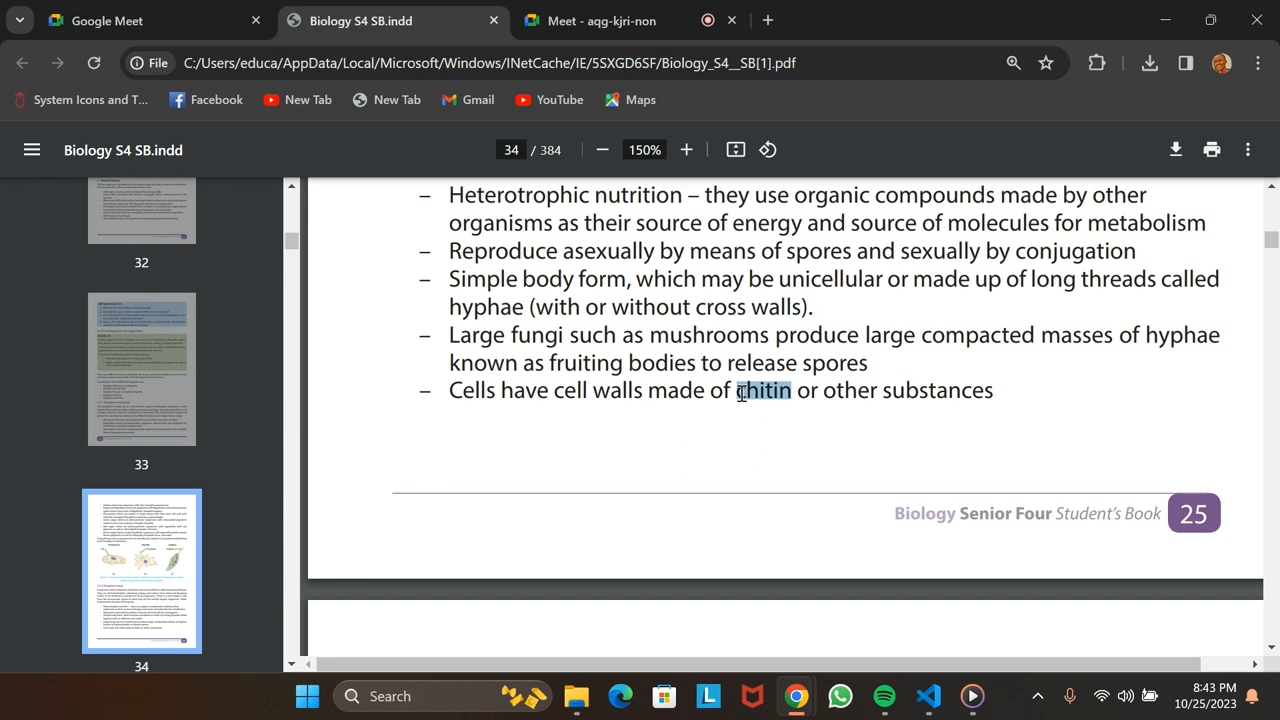 Google Meet
Biology S4 SB.indd
Meet - aqg-kjri-non
File
C:/Users/educa/AppData/Local/Microsoft/Windows/INetCache/IE/5SXGD6SF/Biology_S4__SB[1].pdf
System Icons and T...
Facebook
New Tab
New Tab
Gmail
YouTube
Maps
Biology S4 SB.indd
34 / 384
150%
32
33
34
– Heterotrophic nutrition – they use organic compounds made by other
organisms as their source of energy and source of molecules for metabolism
– Reproduce asexually by means of spores and sexually by conjugation
– Simple body form, which may be unicellular or made up of long threads called
hyphae (with or without cross walls).
– Large fungi such as mushrooms produce large compacted masses of hyphae
known as fruiting bodies to release spores
– Cells have cell walls made of chitin or other substances
Biology Senior Four Student's Book 25
Search
8:43 PM
10/25/2023